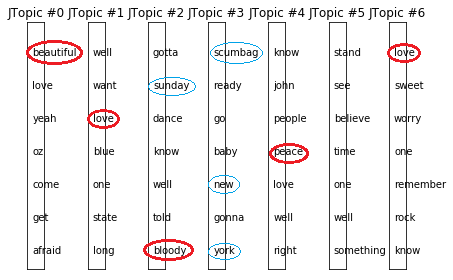 JTopic #0 JTopic #1 JTopic #2 JTopic #3 JTopic #4 JTopic #5 JTopic #6
beautiful well gotta scumbag know stand love
love want sunday ready john see sweet
yeah love dance go people believe worry
oz blue know baby peace time one
come one well new love one remember
get state told gonna well well rock
afraid long bloody york right something know